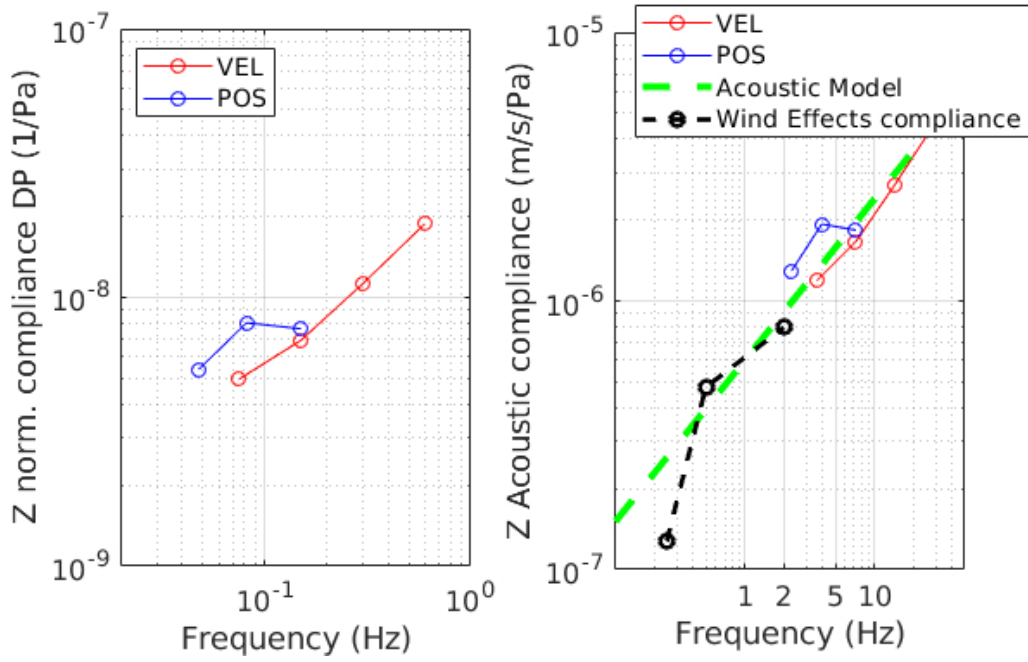 Z norm. compliance DP (1/Pa)
10^-7
10^-8
10^-9
VEL
POS
10^-1
10^0
Frequency (Hz)
Z Acoustic compliance (m/s/Pa)
10^-5
10^-6
10^-7
VEL
POS
Acoustic Model
Wind Effects compliance
1 2 5 10
Frequency (Hz)